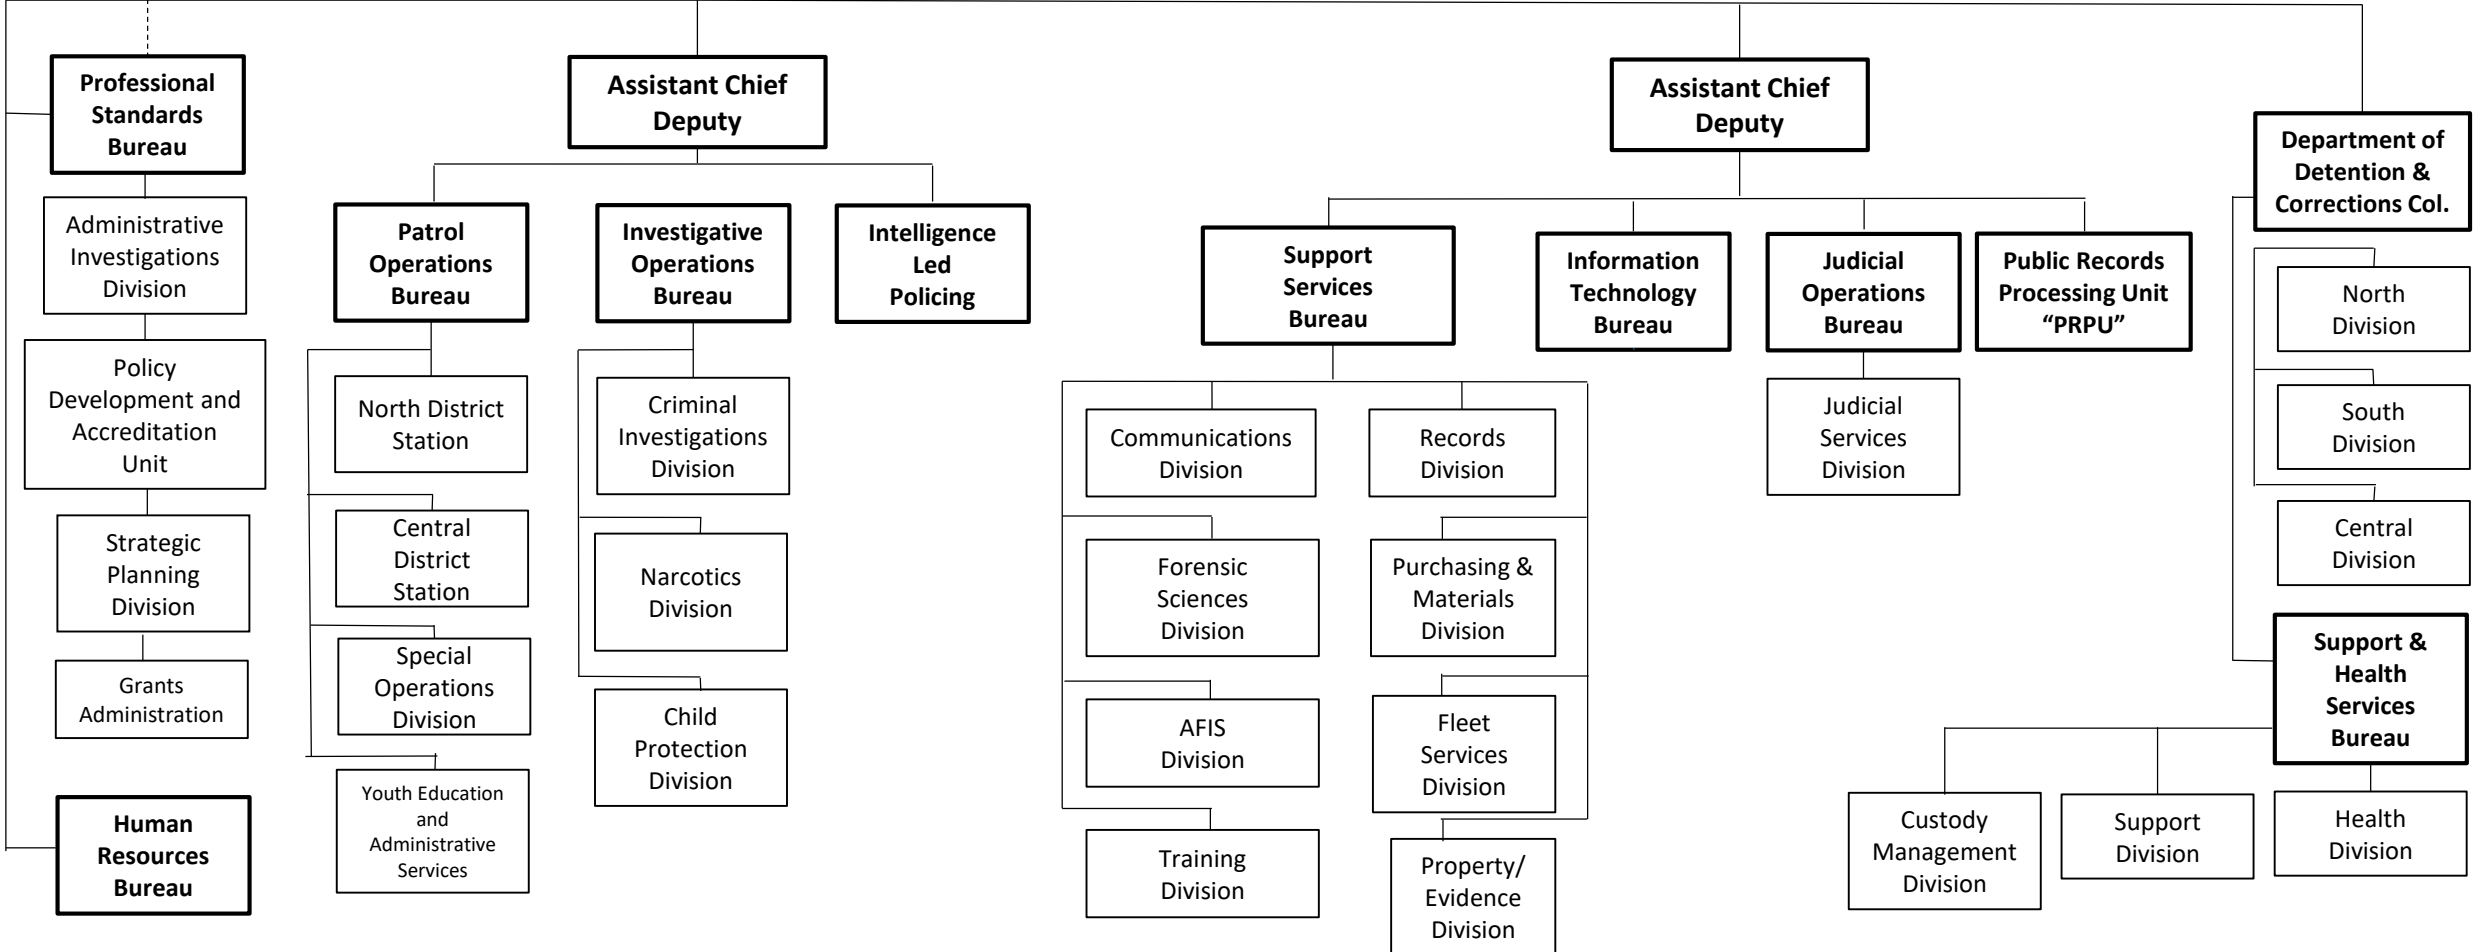 Professional
Standards
Bureau
Administrative
Investigations
Division
Policy
Development and
Accreditation
Unit
Strategic
Planning
Division
Grants
Administration
Human
Resources
Bureau
Assistant Chief
Deputy
Patrol
Operations
Bureau
North District
Station
Central
District
Station
Special
Operations
Division
Youth Education
and
Administrative
Services
Investigative
Operations
Bureau
Criminal
Investigations
Division
Narcotics
Division
Child
Protection
Division
Intelligence
Led
Policing
Assistant Chief
Deputy
Support
Services
Bureau
Communications
Division
Forensic
Sciences
Division
AFIS
Division
Training
Division
Records
Division
Purchasing &
Materials
Division
Fleet
Services
Division
Property/
Evidence
Division
Information
Technology
Bureau
Judicial
Operations
Bureau
Judicial
Services
Division
Public Records
Processing Unit
“PRPU”
Department of
Detention &
Corrections Col.
North
Division
South
Division
Central
Division
Support &
Health
Services
Bureau
Custody
Management
Division
Support
Division
Health
Division